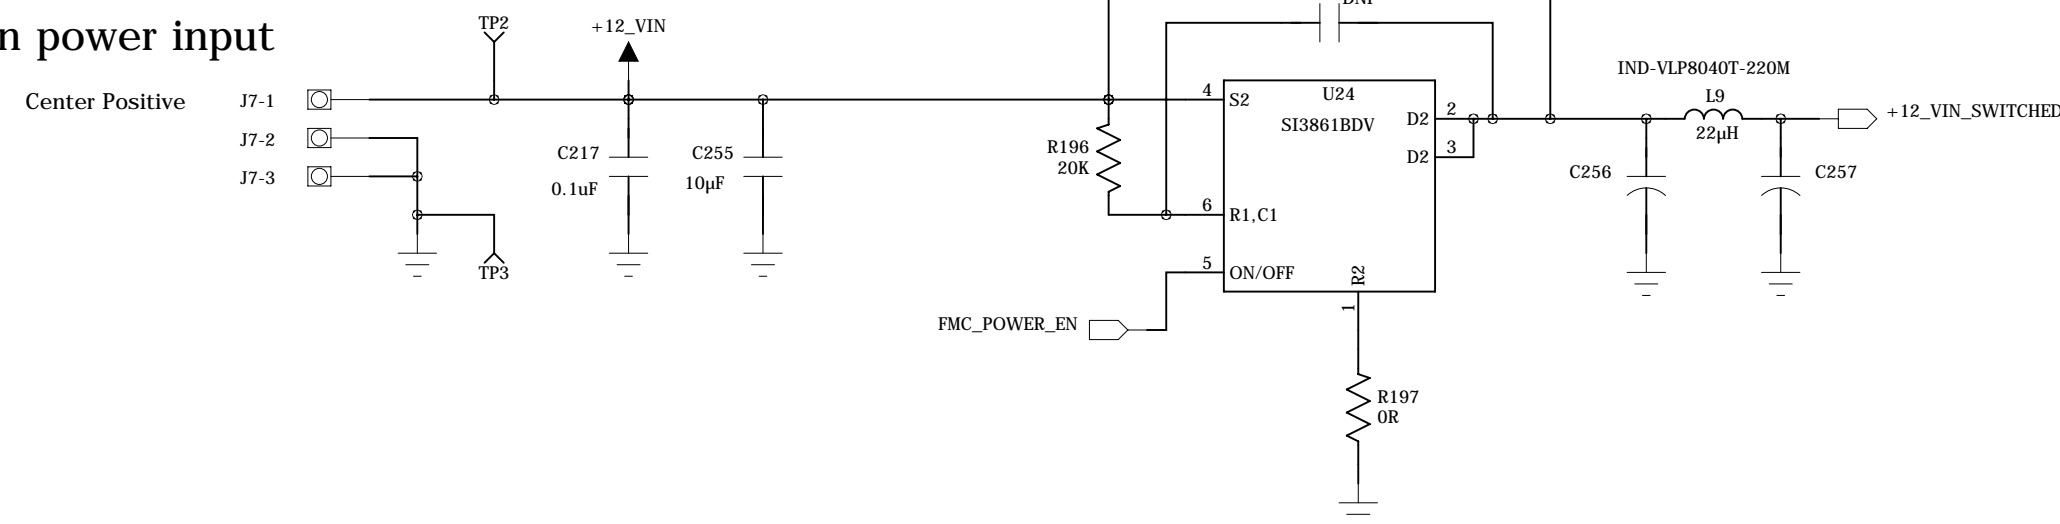 DNP
TP2
+12_VIN
n power input
IND-VLP8040T-220M
Center Positive
J7-1
4
S2
U24
SI3861BDV
D2
2
L9
22µH
+12_VIN_SWITCHED
J7-2
J7-3
C217
0.1uF
C255
10µF
R196
20K
D2
3
C256
C257
6
R1,C1
TP3
5
ON/OFF
R2
1
FMC_POWER_EN
R197
0R